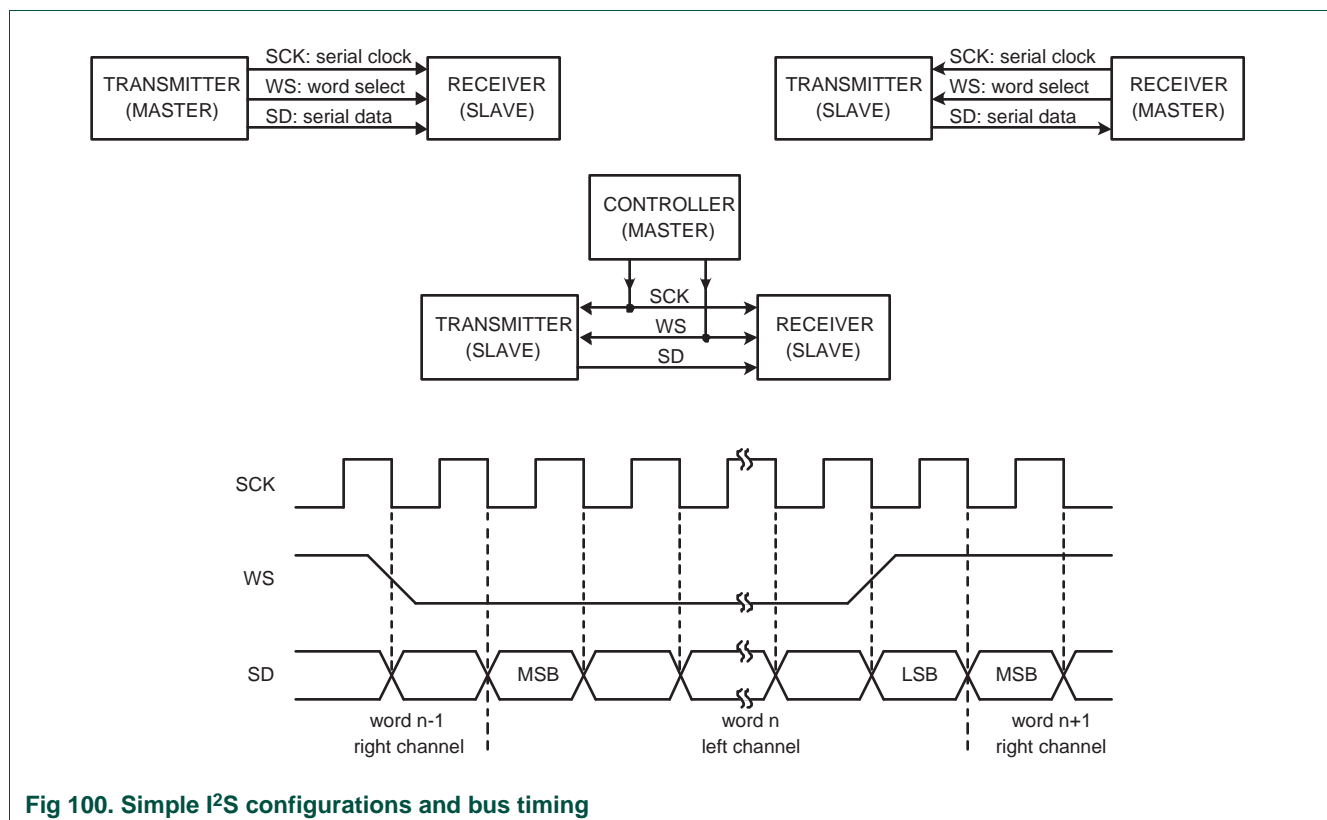 SCK: serial clock
TRANSMITTER
(MASTER)
WS: word select
RECEIVER
(SLAVE)
SD: serial data
SCK: serial clock
TRANSMITTER
(SLAVE)
WS: word select
RECEIVER
(MASTER)
SD: serial data
CONTROLLER
(MASTER)
SCK
TRANSMITTER
(SLAVE)
WS
RECEIVER
(SLAVE)
SD
SCK
WS
SD
MSB
LSB
MSB
word n-1
right channel
word n
left channel
word n+1
right channel
Fig 100. Simple I²S configurations and bus timing